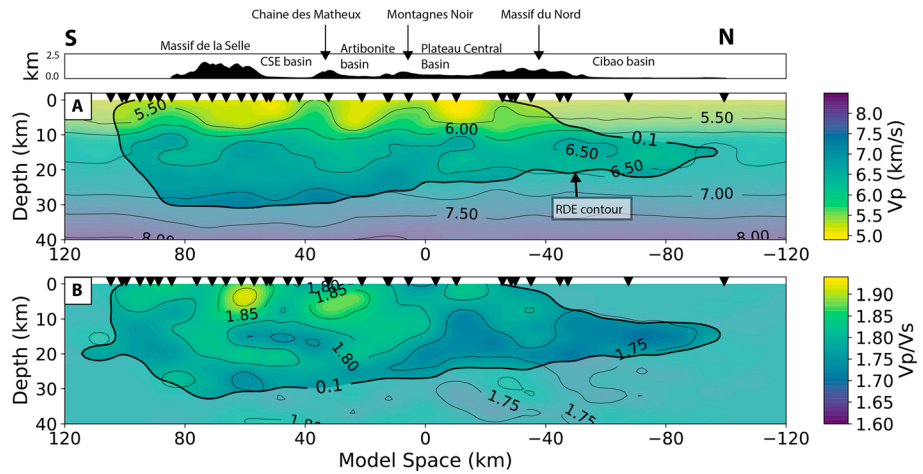 Chaine des Matheux
Montagnes Noir
Massif du Nord
S
N
Massif de la Selle
CSE basin
Artibonite
basin
Plateau Central
Basin
Cibao basin
km
2.5
0.0
A
Depth (km)
0
10
20
30
40
5.50
6.00
0.1
5.50
6.50
6.50
7.00
7.50
8.00
8.00
RDE contour
120
80
40
0
−40
−80
−120
8.0
7.5
7.0
6.5
6.0
5.5
5.0
Vp (km/s)
B
Depth (km)
0
10
20
30
40
1.80
1.85
1.85
1.80
1.75
0.1
1.75
1.75
120
80
40
0
−40
−80
−120
Model Space (km)
1.90
1.85
1.80
1.75
1.70
1.65
1.60
Vp/Vs